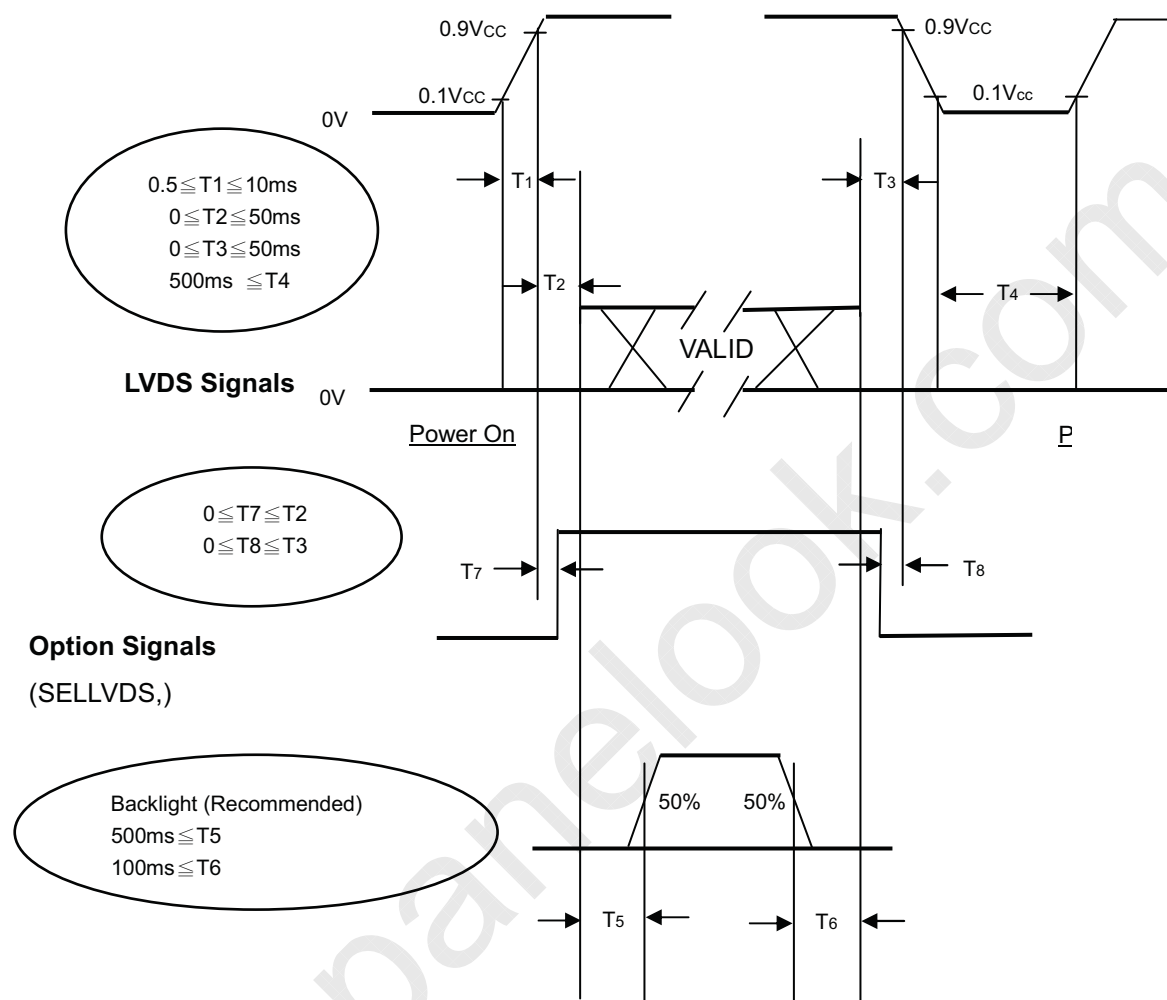 0.9VCC
0.9VCC
0.1VCC
0.1Vcc
0V
0.5≦T1≦10ms
0≦T2≦50ms
0≦T3≦50ms
500ms ≦T4
T1
T3
T2
T4
VALID
LVDS Signals
0V
Power On
P
0≦T7≦T2
0≦T8≦T3
T7
T8
Option Signals
(SELLVDS,)
Backlight (Recommended)
500ms≦T5
100ms≦T6
50%
50%
T5
T6
panelook.com